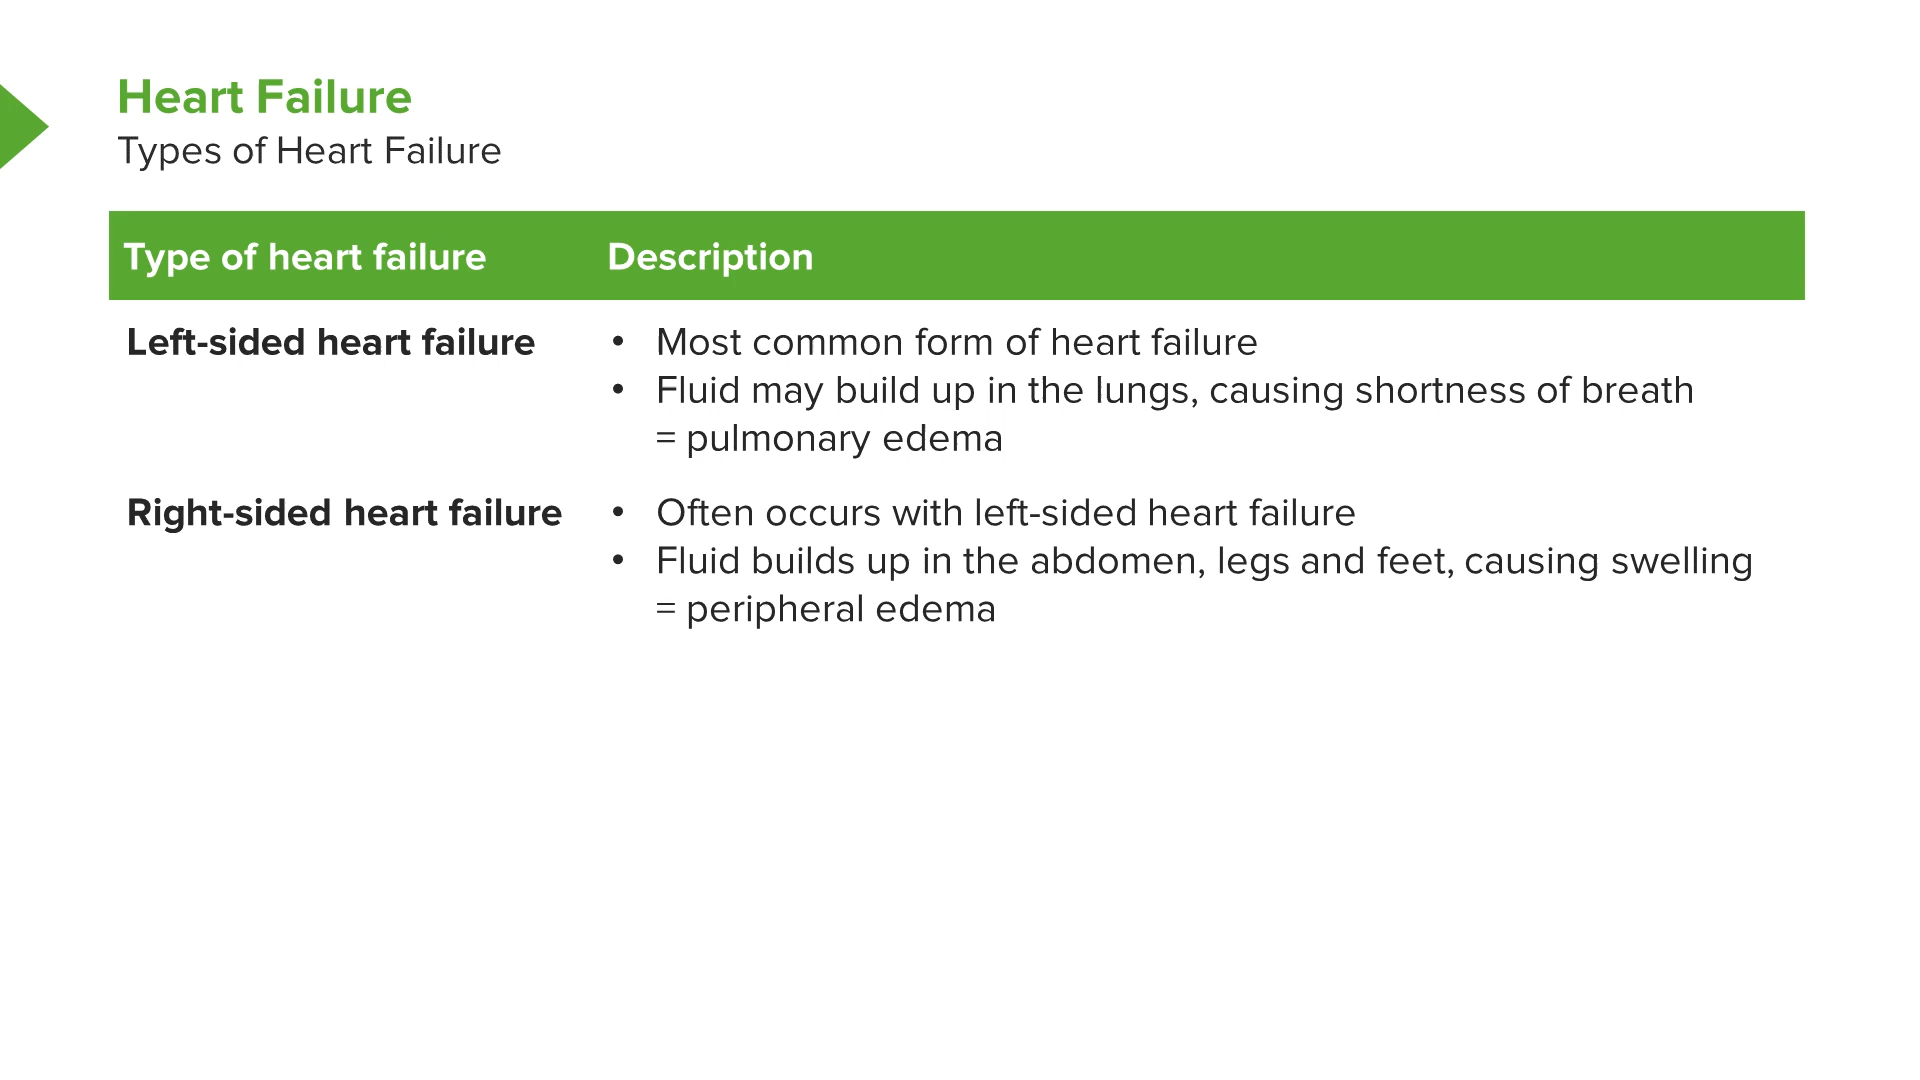 Heart Failure
Types of Heart Failure
Type of heart failure Description
Left-sided heart failure • Most common form of heart failure
• Fluid may build up in the lungs, causing shortness of breath
= pulmonary edema
Right-sided heart failure • Often occurs with left-sided heart failure
• Fluid builds up in the abdomen, legs and feet, causing swelling
= peripheral edema